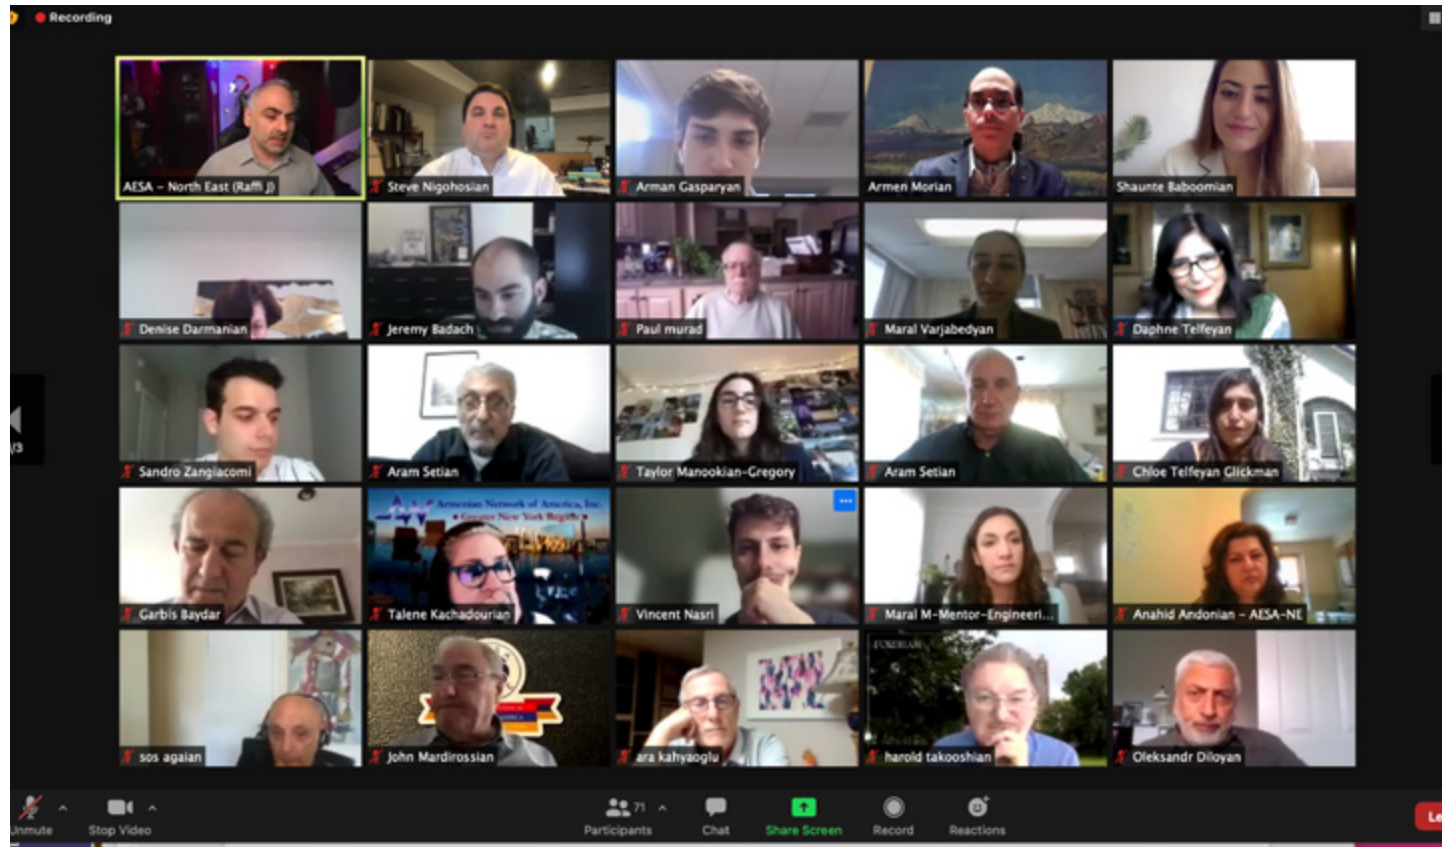 Recording
AESA - North East (Raffi J)
Steve Nigohosian
Arman Gasparyan
Armen Morian
Shaunte Baboomian
Denise Darmanian
Jeremy Badach
Paul murad
Maral Varjabedyan
Daphne Telfeyan
Sandro Zangiacomi
Aram Setian
Taylor Manookian-Gregory
Aram Setian
Chloe Telfeyan Glickman
/3
Armenian Network of America, Inc.
Greater New York Region
Garbis Baydar
Talene Kachadourian
Vincent Nasri
Maral M-Mentor-Engineeri...
Anahid Andonian - AESA-NE
FORDHAM
sos agaian
John Mardirossian
ara kahyaoglu
harold takooshian
Oleksandr Diloyan
Unmute
Stop Video
71
Participants
Chat
Share Screen
Record
Reactions
Le